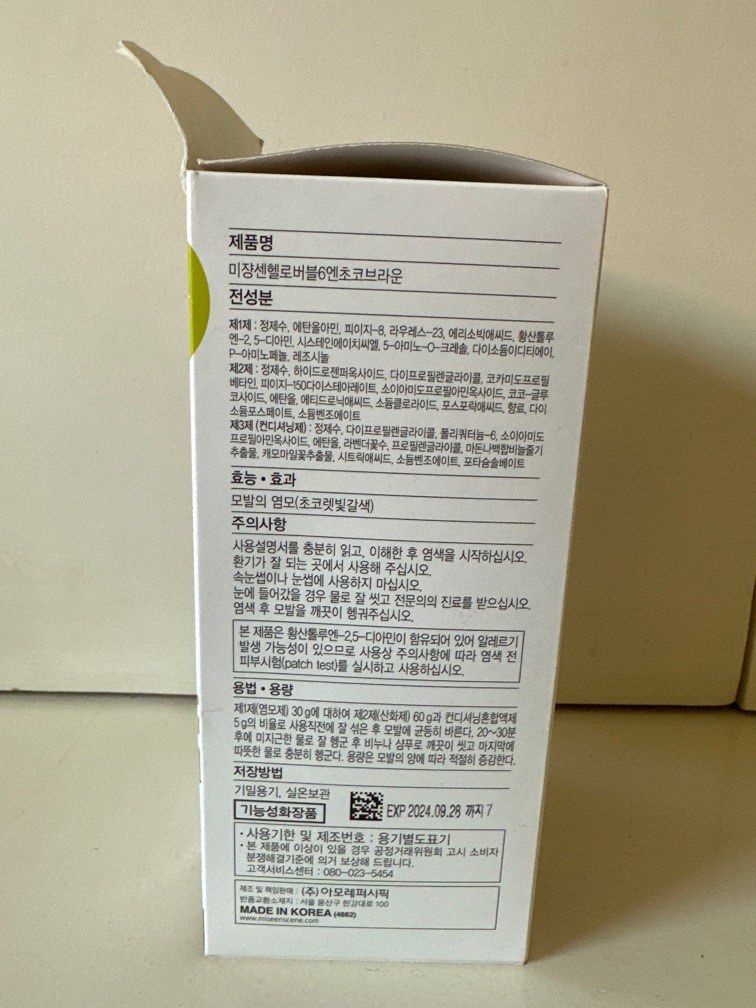 제품명
미쟝센헬로버블6엔초코브라운
전성분
제1제 : 정제수, 에탄올아민, 피이지-8, 라우레스-23, 에리소빅애씨드, 황산톨루
엔-2, 5-디아민, 시스테인에이치씨엘, 5-아미노-O-크레솔, 다이소듐이디티에이,
P-아미노페놀, 레조시놀
제2제 : 정제수, 하이드로젠퍼옥사이드, 다이프로필렌글라이콜, 코카미도프로필
베타인, 피이지-150다이스테아레이트, 소이아미도프로필아민옥사이드, 코코-글루
코사이드, 에탄올, 에티드로닉애씨드, 소듐클로라이드, 포스포릭애씨드, 향료, 다이
소듐포스페이트, 소듐벤조에이트
제3제 (컨디셔닝제) : 정제수, 다이프로필렌글라이콜, 폴리쿼터늄-6, 소이아미도
프로필아민옥사이드, 에탄올, 라벤더꽃수, 프로필렌글라이콜, 마돈나백합비늘줄기
추출물, 캐모마일꽃추출물, 시트릭애씨드, 소듐벤조에이트, 포타슘솔베이트
효능 • 효과
모발의 염모(초코렛빛갈색)
주의사항
사용설명서를 충분히 읽고, 이해한 후 염색을 시작하십시오.
환기가 잘 되는 곳에서 사용해 주십시오.
속눈썹이나 눈썹에 사용하지 마십시오.
눈에 들어갔을 경우 물로 잘 씻고 전문의의 진료를 받으십시오.
염색 후 모발을 깨끗이 헹궈주십시오.
본 제품은 황산톨루엔-2,5-디아민이 함유되어 있어 알레르기
발생 가능성이 있으므로 사용상 주의사항에 따라 염색 전
피부시험(patch test)를 실시하고 사용하십시오.
용법 • 용량
제1제(염모제) 30 g에 대하여 제2제(산화제) 60 g과 컨디셔닝혼합액제
5 g의 비율로 사용직전에 잘 섞은 후 모발에 균등히 바른다. 20~30분
후에 미지근한 물로 잘 헹군 후 비누나 샴푸로 깨끗이 씻고 마지막에
따뜻한 물로 충분히 헹군다. 용량은 모발의 양에 따라 적절히 증감한다.
저장방법
기밀용기, 실온보관
기능성화장품
EXP 2024.09.28 까지 7
• 사용기한 및 제조번호 : 용기별도표기
• 본 제품에 이상이 있을 경우 공정거래위원회 고시 소비자
분쟁해결기준에 의거 보상해 드립니다.
고객서비스센터 : 080-023-5454
제조 및 책임판매 : (주)아모레퍼시픽
반품교환소재지 : 서울 용산구 한강대로 100
MADE IN KOREA (4862)
www.miseenscene.com